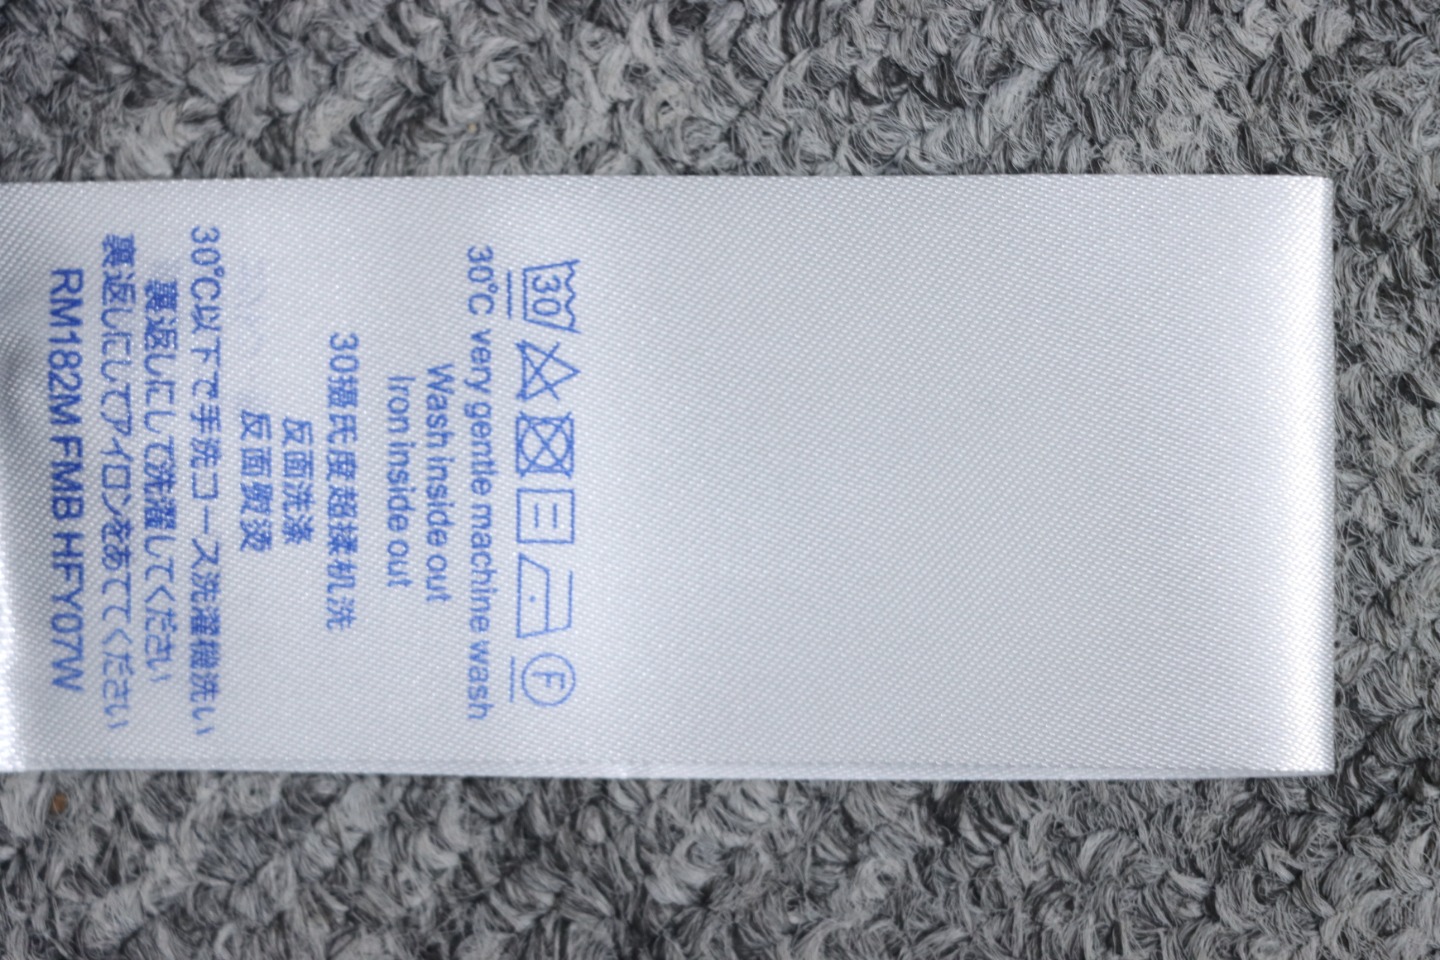 30
F
30°C very gentle machine wash
Wash inside out
Iron inside out
30摄氏度超揉机洗
反面洗涤
反面熨烫
30℃以下で手洗コース洗濯機洗い
裏返しにして洗濯してください
裏返しにしてアイロンをあててください
RM182M FMB HFY07W